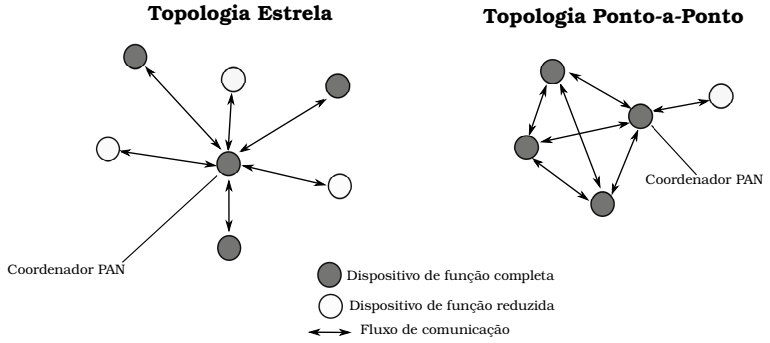 Topologia Estrela
Topologia Ponto-a-Ponto
Coordenador PAN
Coordenador PAN
Dispositivo de função completa
Dispositivo de função reduzida
Fluxo de comunicação